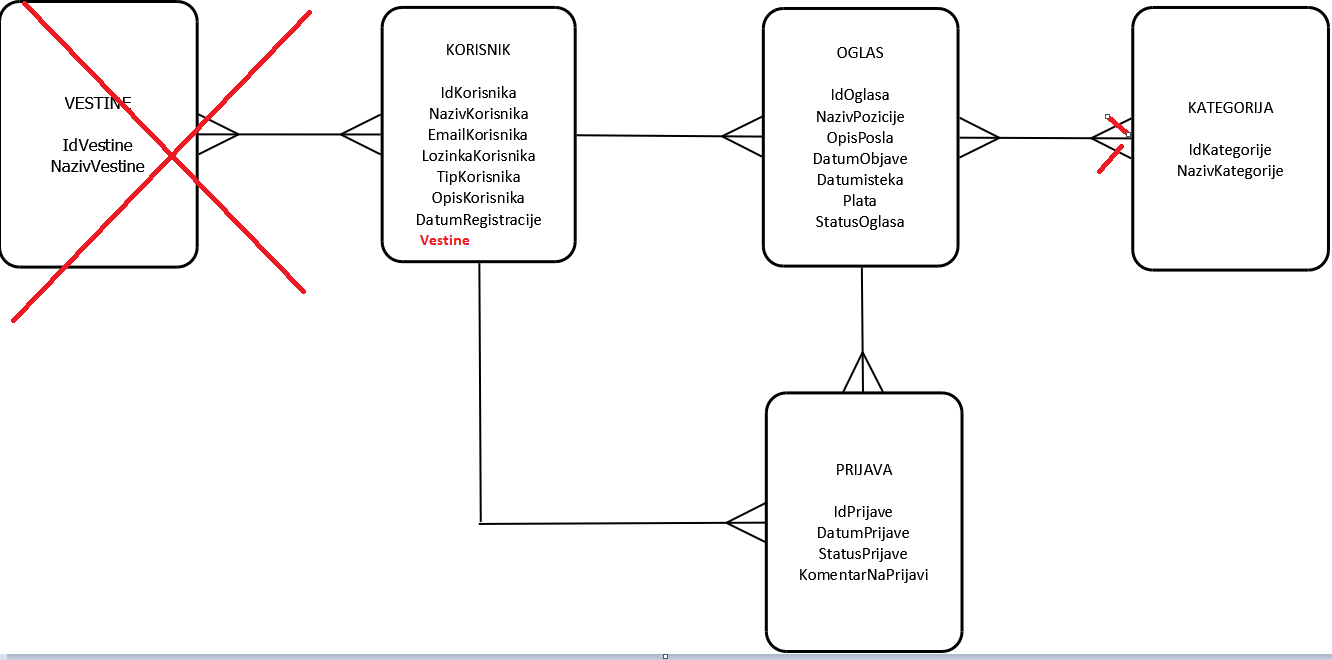 VESTINE
IdVestine
NazivVestine
KORISNIK
IdKorisnika
NazivKorisnika
EmailKorisnika
LozinkaKorisnika
TipKorisnika
OpisKorisnika
DatumRegistracije
Vestine
OGLAS
IdOglasa
NazivPozicije
OpisPosla
DatumObjave
Datumisteka
Plata
StatusOglasa
KATEGORIJA
IdKategorije
NazivKategorije
PRIJAVA
IdPrijave
DatumPrijave
StatusPrijave
KomentarNaPrijavi